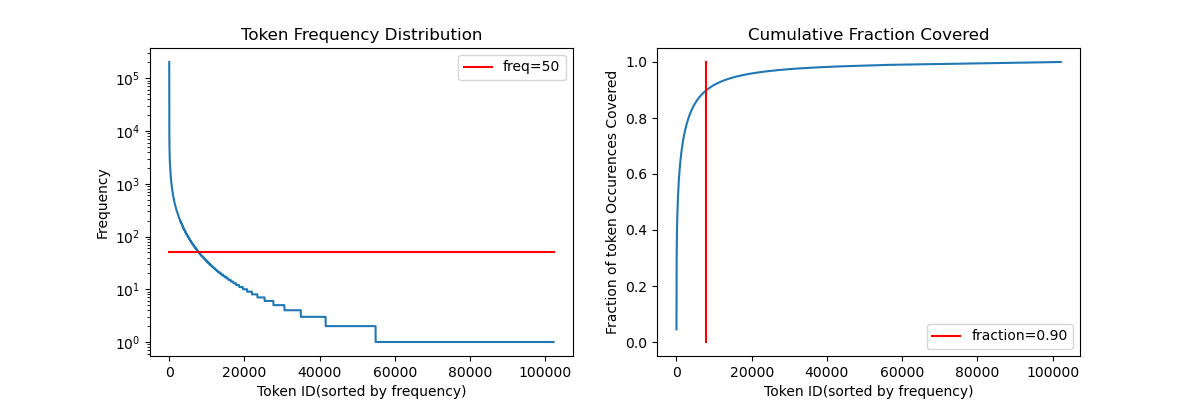 Token Frequency Distribution
freq=50
10^5
10^4
10^3
10^2
10^1
10^0
Frequency
0 20000 40000 60000 80000 100000
Token ID(sorted by frequency)
Cumulative Fraction Covered
1.0
0.8
0.6
0.4
0.2
0.0
Fraction of token Occurences Covered
fraction=0.90
0 20000 40000 60000 80000 100000
Token ID(sorted by frequency)